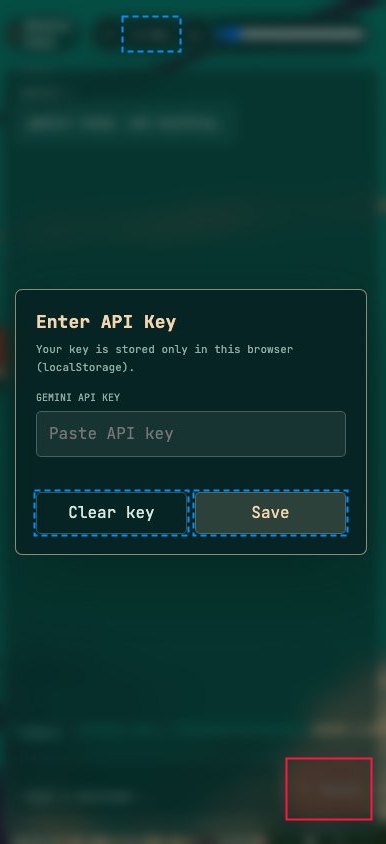 Enter API Key
Your key is stored only in this browser
(localStorage).
GEMINI API KEY
Paste API key
Clear key
Save